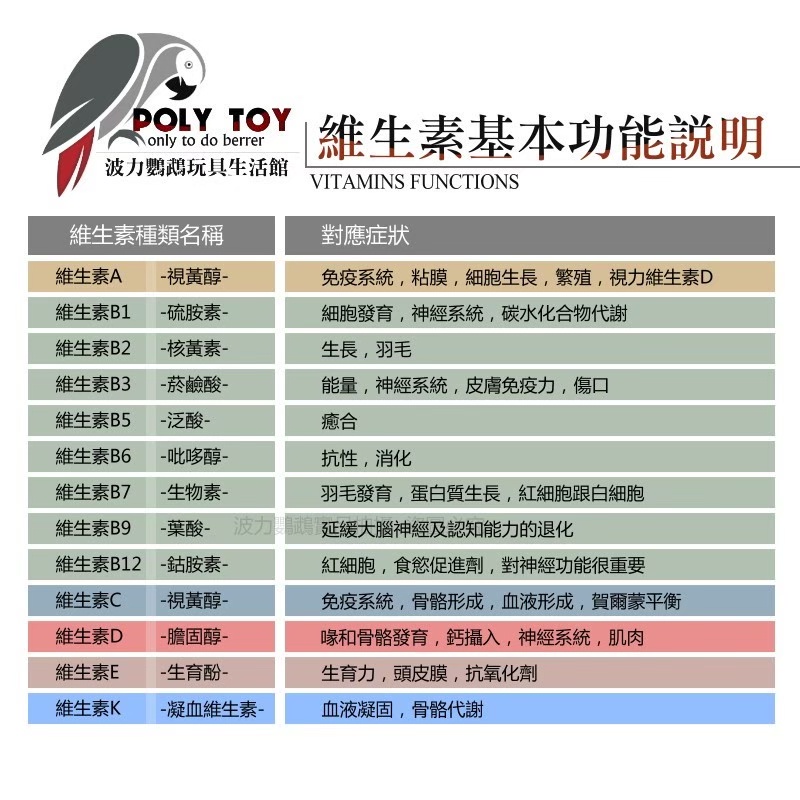 POLY TOY
only to do berrer
波力鸚鵡玩具生活館
維生素基本功能説明
VITAMINS FUNCTIONS
維生素種類名稱 對應症狀
維生素A -視黃醇- 免疫系統，粘膜，細胞生長，繁殖，視力維生素D
維生素B1 -硫胺素- 細胞發育，神經系統，碳水化合物代謝
維生素B2 -核黃素- 生長，羽毛
維生素B3 -菸鹼酸- 能量，神經系統，皮膚免疫力，傷口
維生素B5 -泛酸- 癒合
維生素B6 -吡哆醇- 抗性，消化
維生素B7 -生物素- 羽毛發育，蛋白質生長，紅細胞跟白細胞
維生素B9 -葉酸- 延緩大腦神經及認知能力的退化
波力鸚鵡
維生素B12 -鈷胺素- 紅細胞，食慾促進劑，對神經功能很重要
維生素C -視黃醇- 免疫系統，骨骼形成，血液形成，賀爾蒙平衡
維生素D -膽固醇- 喙和骨骼發育，鈣攝入，神經系統，肌肉
維生素E -生育酚- 生育力，頭皮膜，抗氧化劑
維生素K -凝血維生素- 血液凝固，骨骼代謝